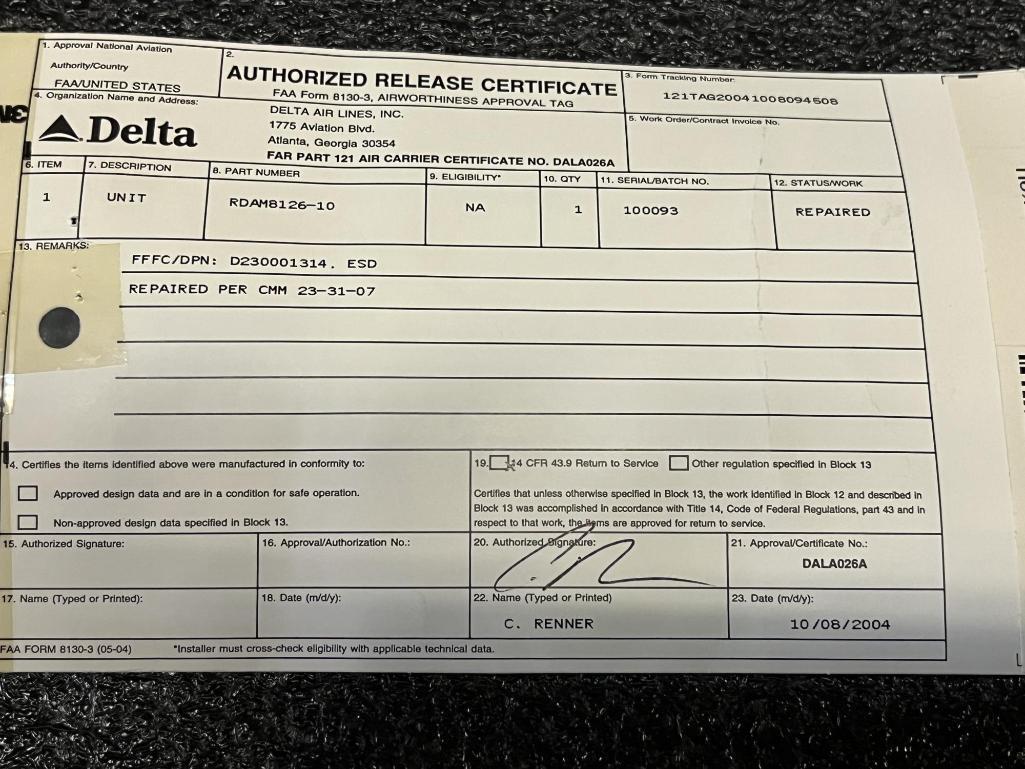 1. Approval National Aviation
Authority/Country
FAA/UNITED STATES
2.
AUTHORIZED RELEASE CERTIFICATE
FAA Form 8130-3, AIRWORTHINESS APPROVAL TAG
3. Form Tracking Number:
121TAG20041008094508
4. Organization Name and Address:
Delta
DELTA AIR LINES, INC.
1775 Aviation Blvd.
Atlanta, Georgia 30354
FAR PART 121 AIR CARRIER CERTIFICATE NO. DALA026A
5. Work Order/Contract Invoice No.
6. ITEM 7. DESCRIPTION 8. PART NUMBER 9. ELIGIBILITY* 10. QTY 11. SERIAL/BATCH NO. 12. STATUS/WORK
1 UNIT RDAM8126-10 NA 1 100093 REPAIRED
13. REMARKS:
FFFC/DPN: D230001314. ESD
REPAIRED PER CMM 23-31-07
14. Certifies the items identified above were manufactured in conformity to:
Approved design data and are in a condition for safe operation.
Non-approved design data specified in Block 13.
19. 14 CFR 43.9 Return to Service Other regulation specified in Block 13
Certifies that unless otherwise specified in Block 13, the work identified in Block 12 and described in
Block 13 was accomplished in accordance with Title 14, Code of Federal Regulations, part 43 and in
respect to that work, the items are approved for return to service.
15. Authorized Signature:
16. Approval/Authorization No.:
20. Authorized Signature:
21. Approval/Certificate No.:
DALA026A
17. Name (Typed or Printed):
18. Date (m/d/y):
22. Name (Typed or Printed)
C. RENNER
23. Date (m/d/y):
10/08/2004
FAA FORM 8130-3 (05-04) *Installer must cross-check eligibility with applicable technical data.